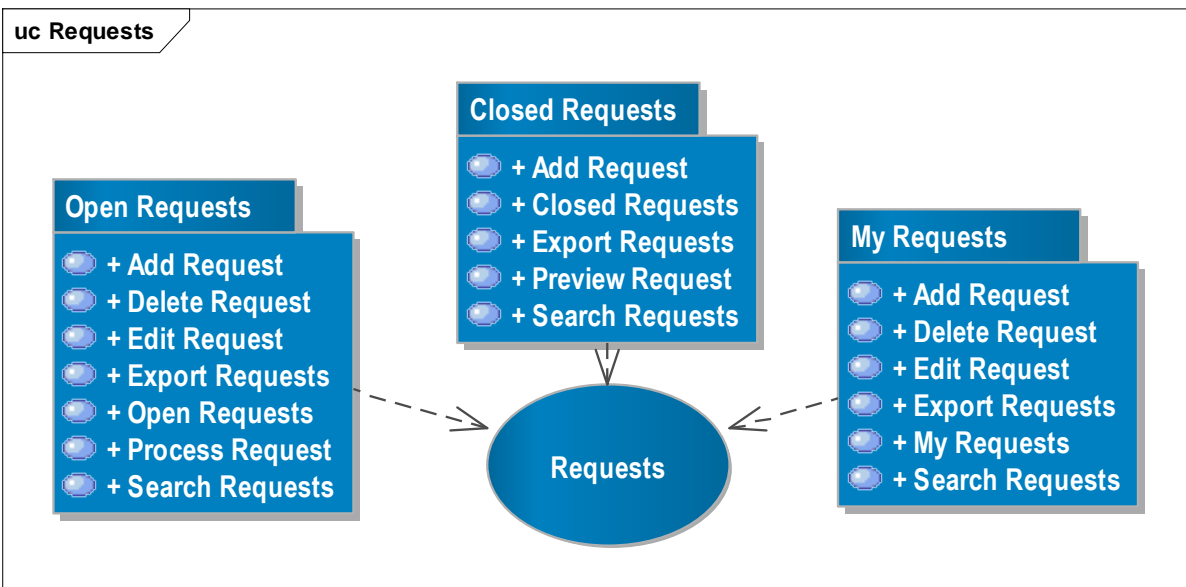 uc Requests
Open Requests
+ Add Request
+ Delete Request
+ Edit Request
+ Export Requests
+ Open Requests
+ Process Request
+ Search Requests
Closed Requests
+ Add Request
+ Closed Requests
+ Export Requests
+ Preview Request
+ Search Requests
My Requests
+ Add Request
+ Delete Request
+ Edit Request
+ Export Requests
+ My Requests
+ Search Requests
Requests